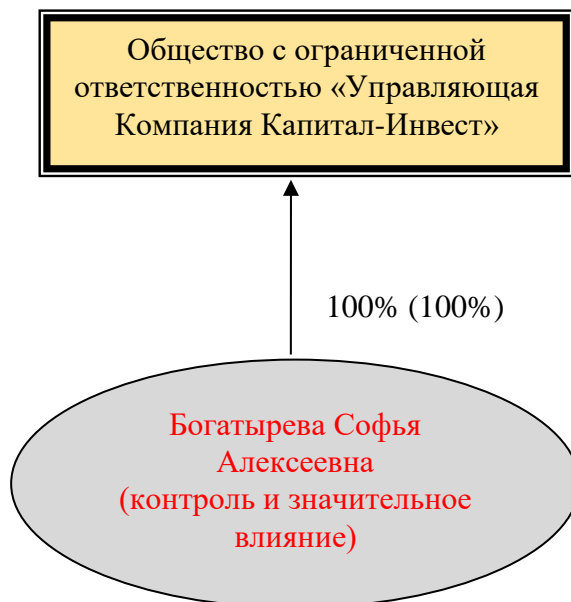 Общество с ограниченной
ответственностью «Управляющая
Компания Капитал-Инвест»
100% (100%)
Богатырева Софья
Алексеевна
(контроль и значительное
влияние)